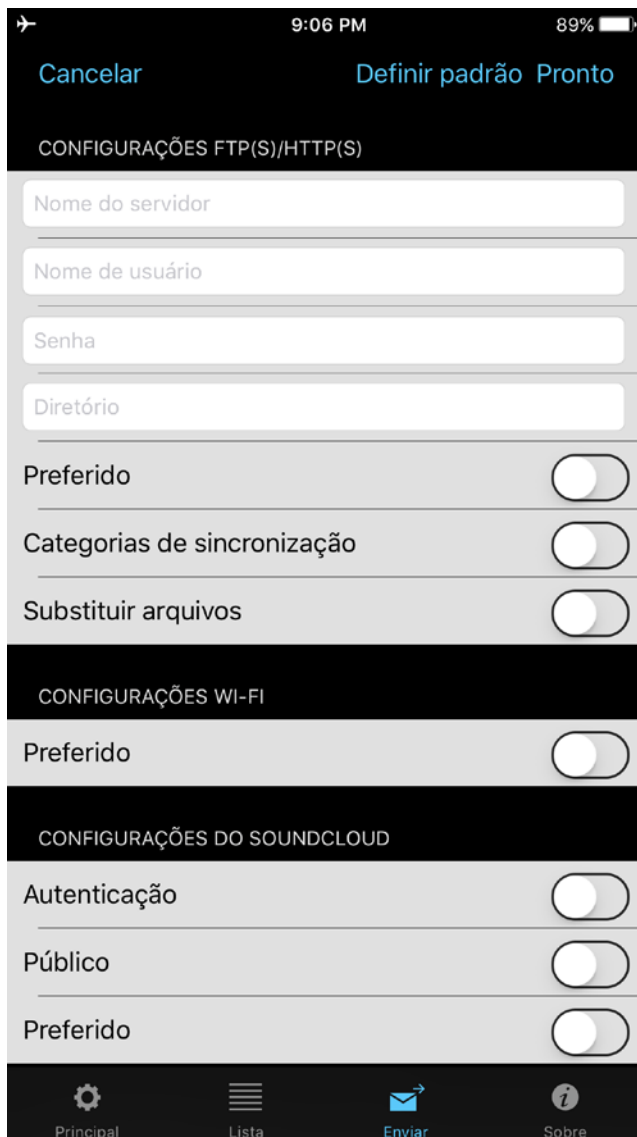 9:06 PM 89%
Cancelar Definir padrão Pronto
CONFIGURAÇÕES FTP(S)/HTTP(S)
Nome do servidor
Nome de usuário
Senha
Diretório
Preferido
Categorias de sincronização
Substituir arquivos
CONFIGURAÇÕES WI-FI
Preferido
CONFIGURAÇÕES DO SOUNDCLOUD
Autenticação
Público
Preferido
Principal Lista Enviar Sobre